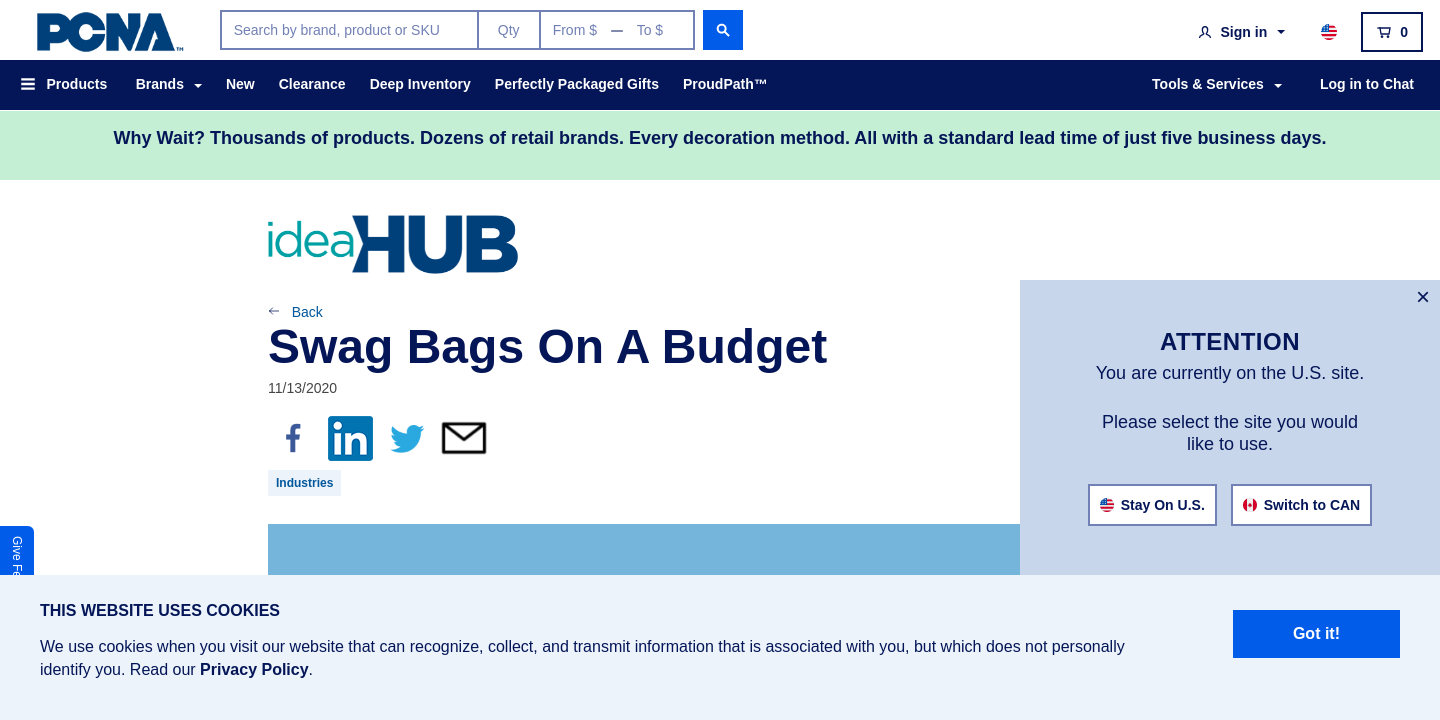 PCNA™
Search by brand, product or SKU
Qty
From $ — To $
Sign in
0
Products
Brands
New
Clearance
Deep Inventory
Perfectly Packaged Gifts
ProudPath™
Tools & Services
Log in to Chat
Why Wait? Thousands of products. Dozens of retail brands. Every decoration method. All with a standard lead time of just five business days.
ideaHUB
Back
Swag Bags On A Budget
11/13/2020
Industries
×
ATTENTION
You are currently on the U.S. site.
Please select the site you would
like to use.
Stay On U.S.
Switch to CAN
Give
THIS WEBSITE USES COOKIES
We use cookies when you visit our website that can recognize, collect, and transmit information that is associated with you, but which does not personally
identify you. Read our Privacy Policy.
Got it!